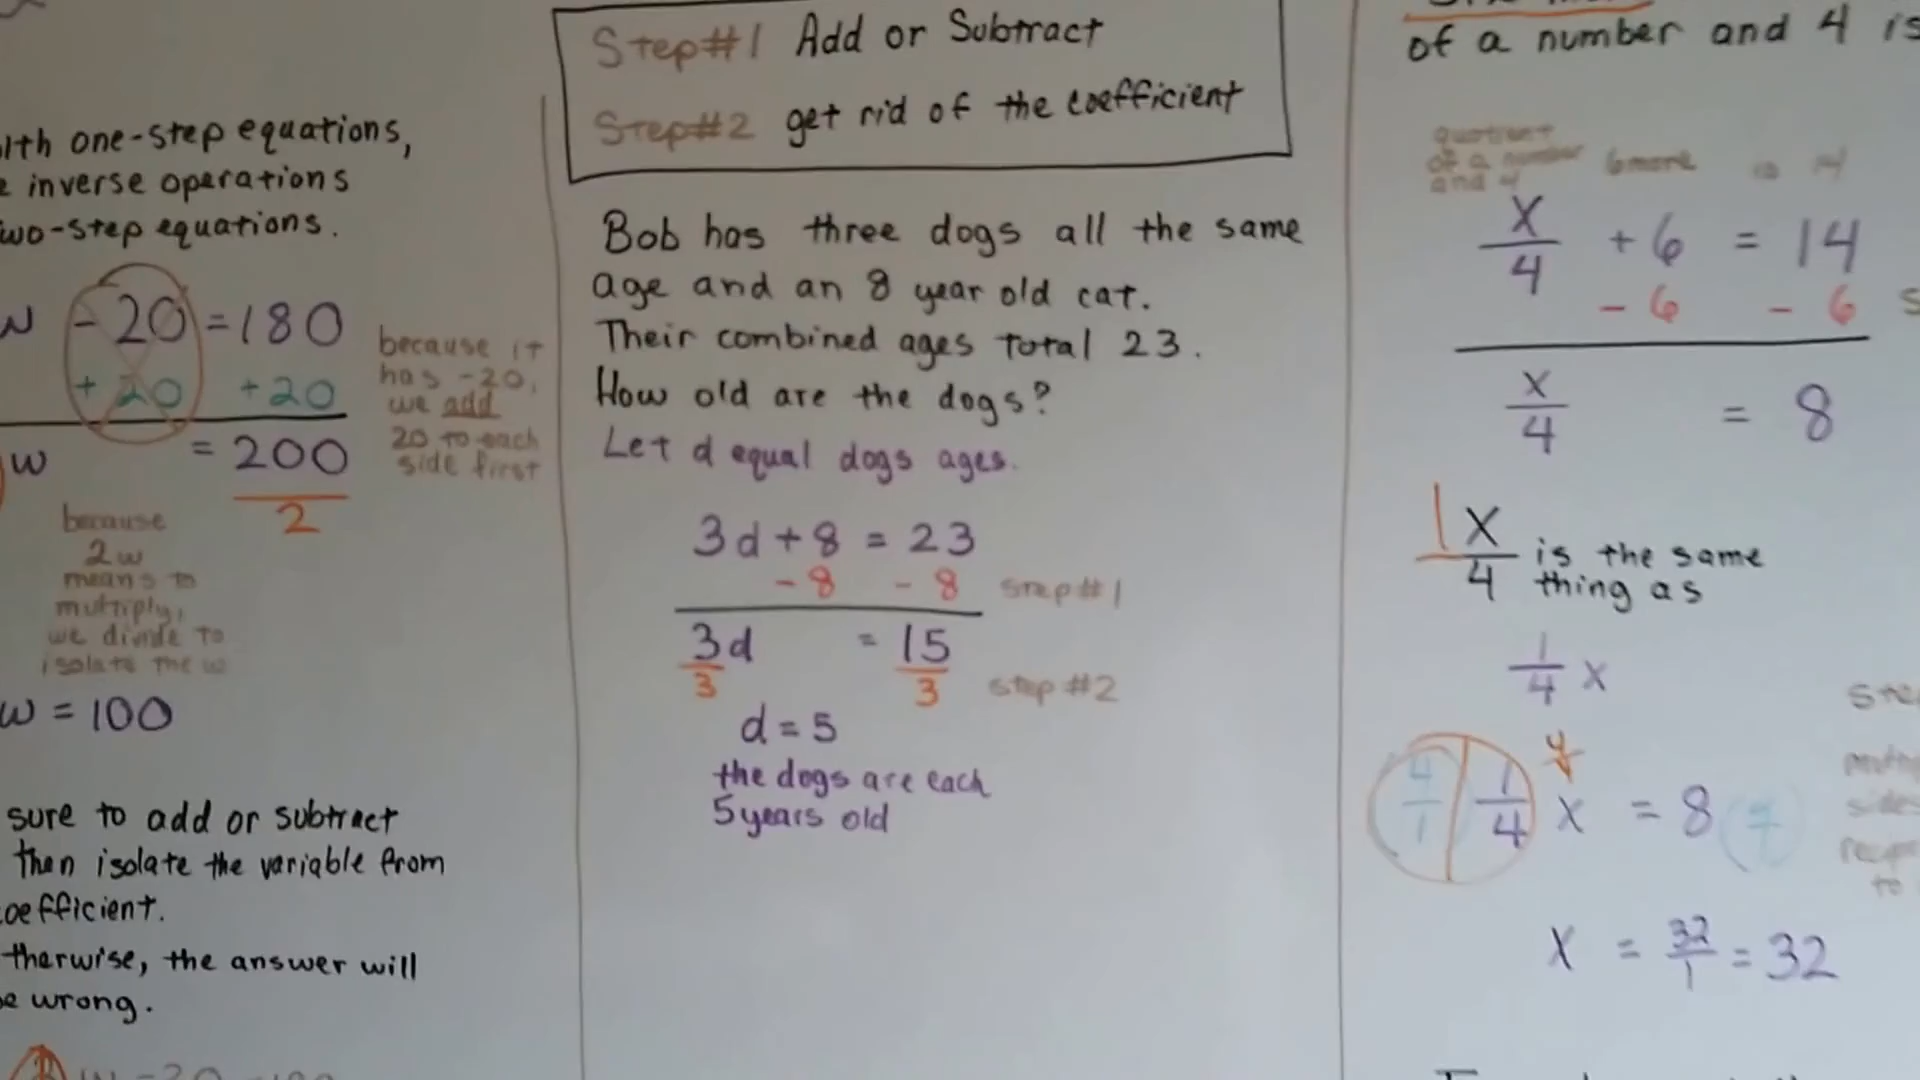 Step#1 Add or Subtract
Step#2 get rid of the coefficient
with one-step equations,
inverse operations
two-step equations.
w - 20 = 180
+ 20 +20
w = 200
2
because it
has -20,
we add
20 to each
side first
because
2w
means to
multiply,
we divide to
isolate the w
w = 100
sure to add or subtract
then isolate the variable from
coefficient.
therwise, the answer will
be wrong.
Bob has three dogs all the same
age and an 8 year old cat.
Their combined ages total 23.
How old are the dogs?
Let d equal dogs ages.
3d + 8 = 23
- 8 - 8 Step#1
3d = 15
3 3 step #2
d = 5
the dogs are each
5 years old
of a number and 4 is
quotient
of a number 6 more is 14
and 4
x/4 + 6 = 14
- 6 - 6
x/4 = 8
1x/4 is the same
thing as
1/4 x
4/1 1/4 x = 8
x = 32/1 = 32